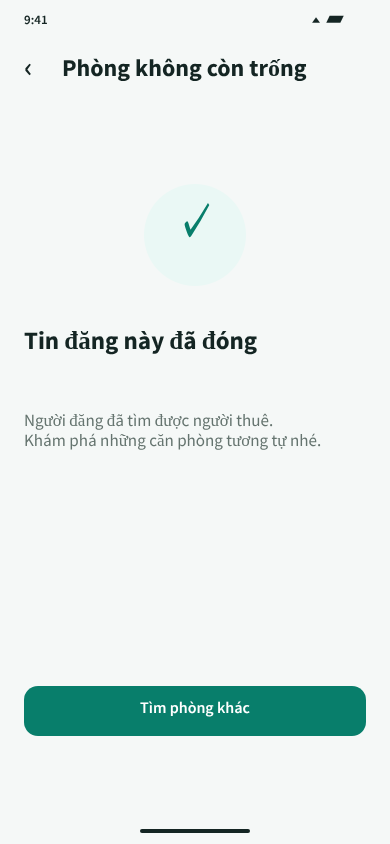 9:41
Phòng không còn trống
Tin đăng này đã đóng
Người đăng đã tìm được người thuê.
Khám phá những căn phòng tương tự nhé.
Tìm phòng khác